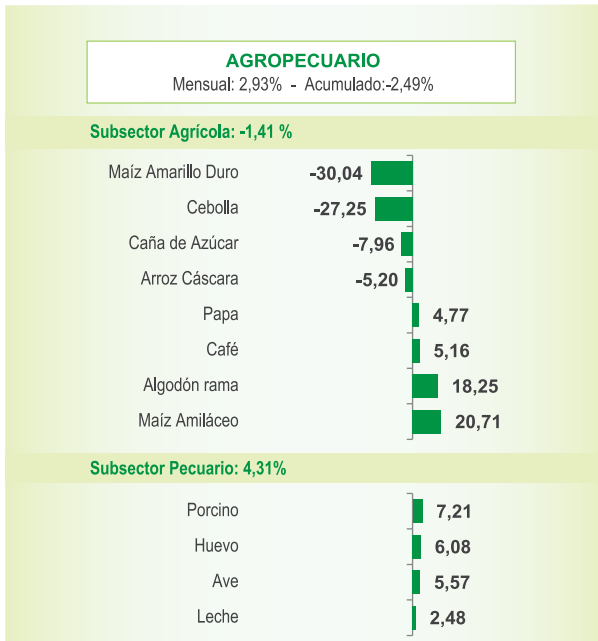 AGROPECUARIO
Mensual: 2,93% - Acumulado:-2,49%
Subsector Agrícola: -1,41 %
Maíz Amarillo Duro -30,04
Cebolla -27,25
Caña de Azúcar -7,96
Arroz Cáscara -5,20
Papa 4,77
Café 5,16
Algodón rama 18,25
Maíz Amiláceo 20,71
Subsector Pecuario: 4,31%
Porcino 7,21
Huevo 6,08
Ave 5,57
Leche 2,48